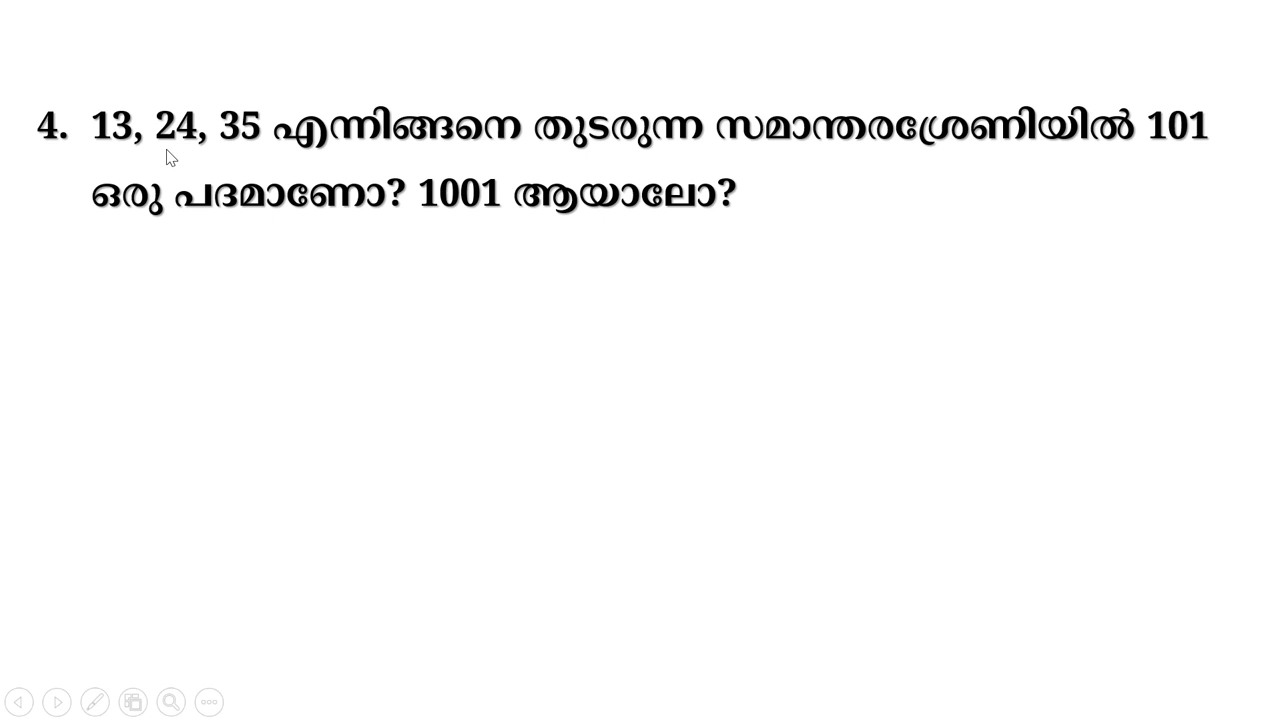 4. 13, 24, 35 എന്നിങ്ങനെ തുടരുന്ന സമാന്തരശ്രേണിയിൽ 101
ഒരു പദമാണോ? 1001 ആയാലോ?